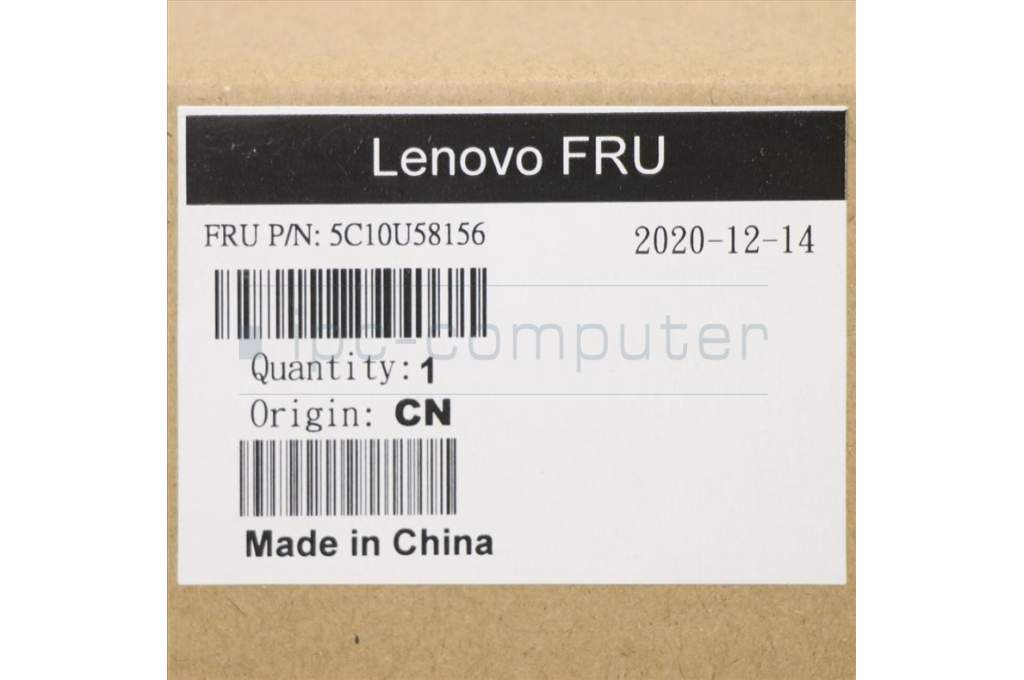 Lenovo FRU
FRU P/N: 5C10U58156
2020-12-14
ipc-computer
Quantity: 1
Origin: CN
Made in China